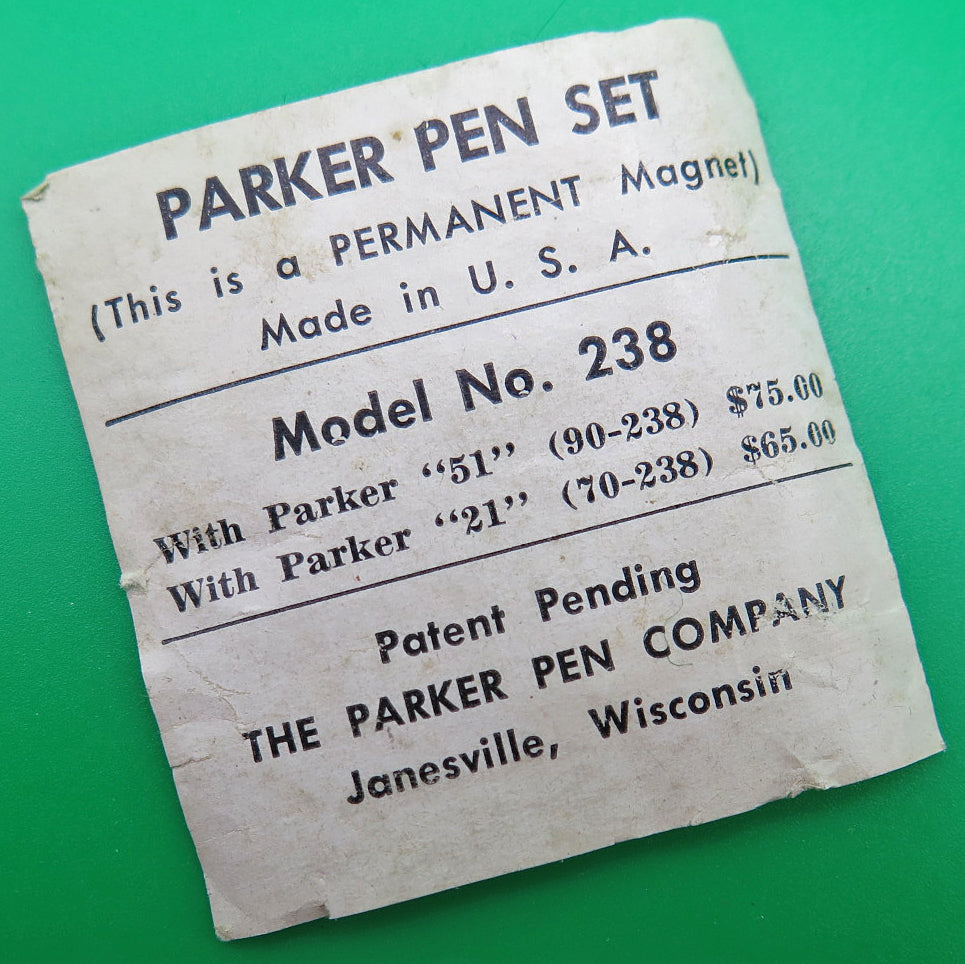 PARKER PEN SET
(This is a PERMANENT Magnet)
Made in U. S. A.
Model No. 238
With Parker “51” (90-238) $75.00
With Parker “21” (70-238) $65.00
Patent Pending
THE PARKER PEN COMPANY
Janesville, Wisconsin